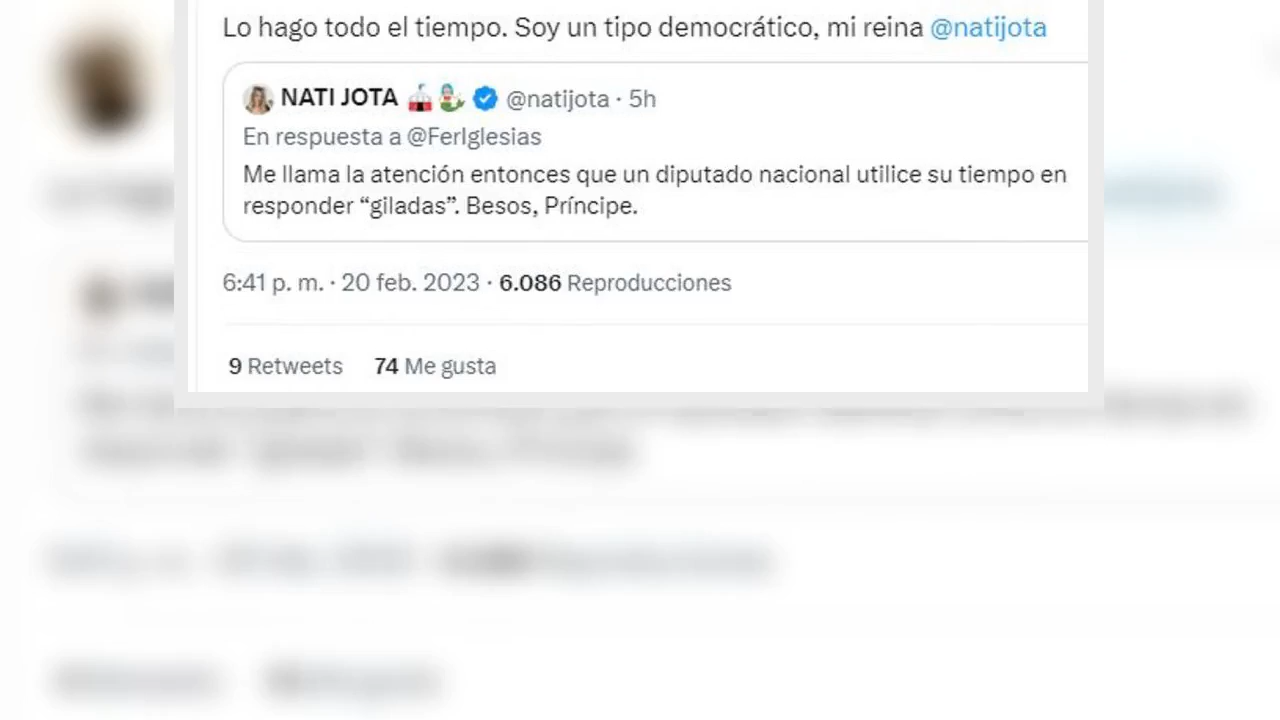 Lo hago todo el tiempo. Soy un tipo democrático, mi reina @natijota
NATI JOTA 🎪🧜‍♀️ @natijota · 5h
En respuesta a @FerIglesias
Me llama la atención entonces que un diputado nacional utilice su tiempo en
responder “giladas”. Besos, Príncipe.
6:41 p. m. · 20 feb. 2023 · 6.086 Reproducciones
9 Retweets 74 Me gusta